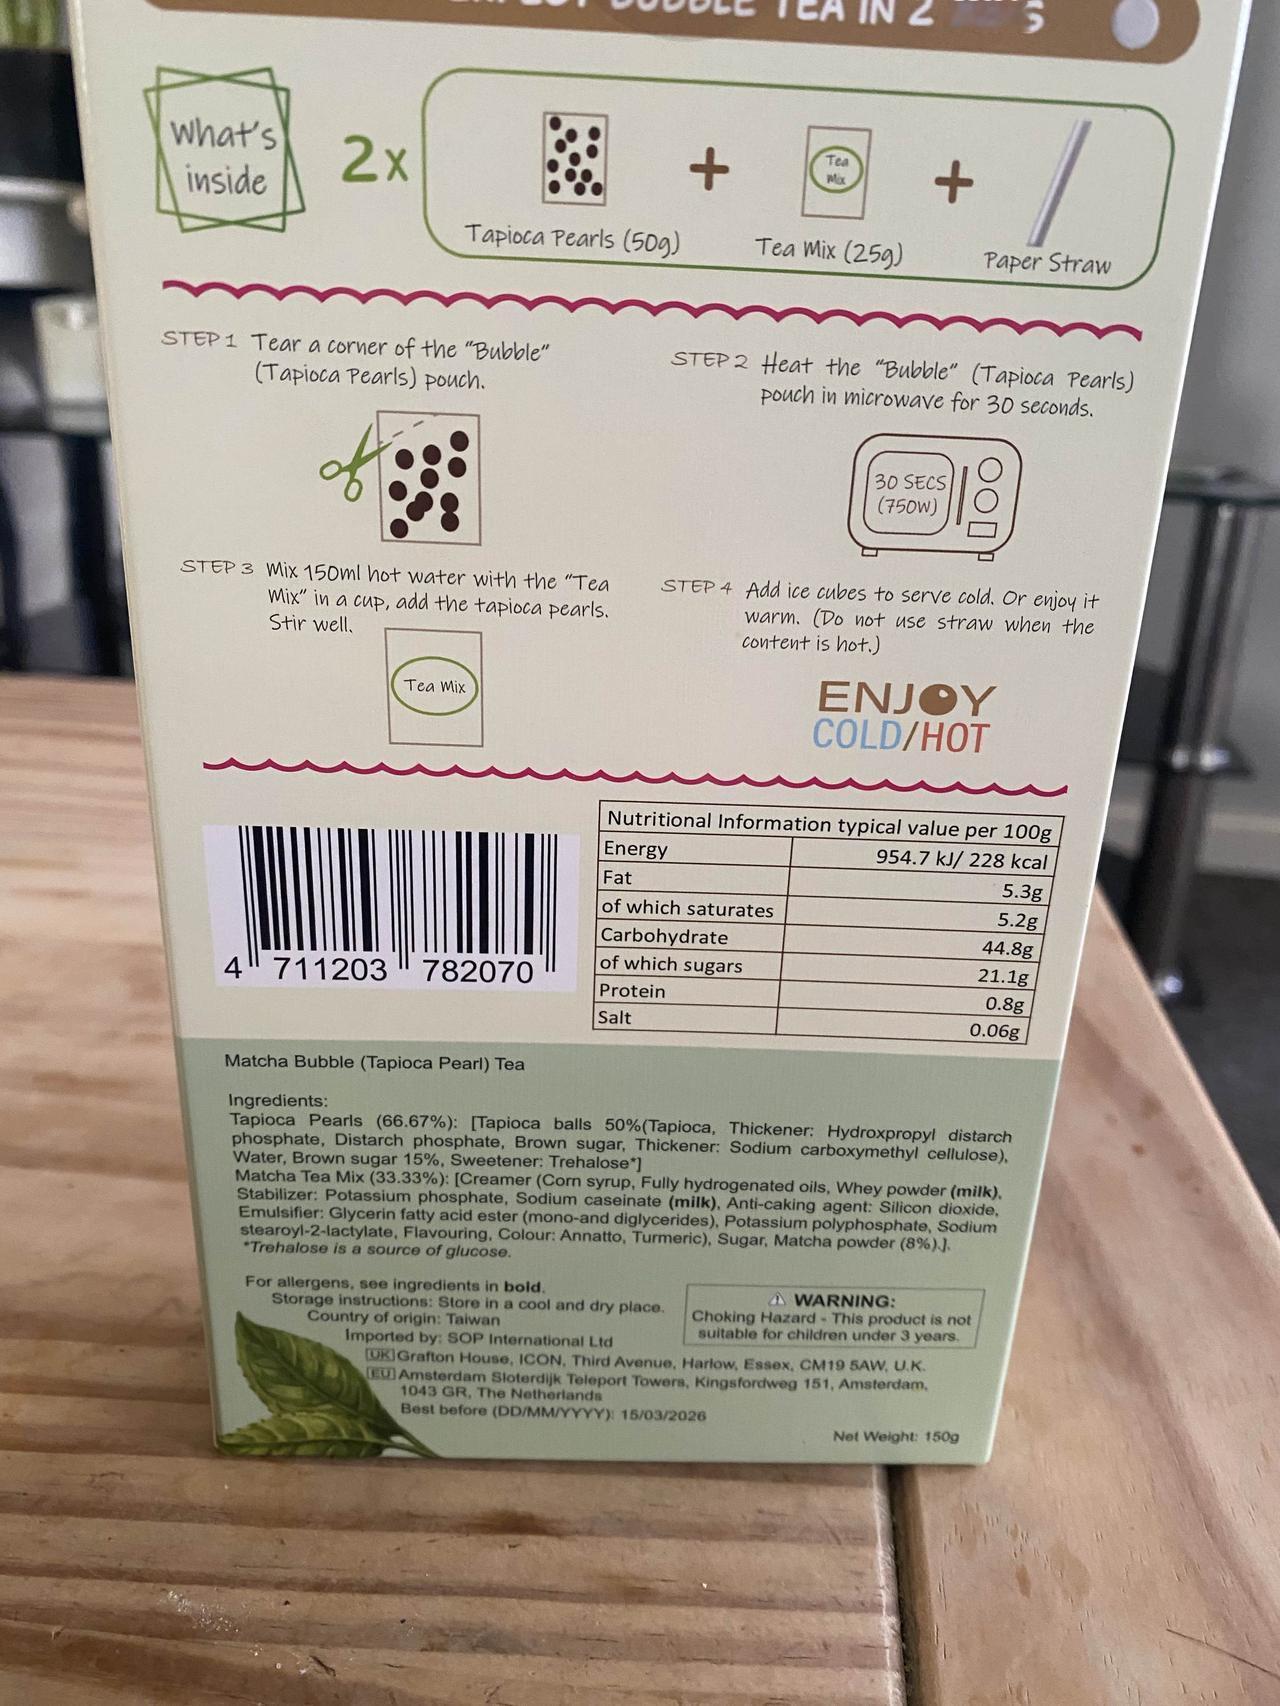 BUBBLE TEA IN 2
What's
inside
2x
Tea
Mix
Tapioca Pearls (50g)
Tea Mix (25g)
Paper Straw
STEP 1 Tear a corner of the "Bubble"
(Tapioca Pearls) pouch.
STEP 2 Heat the "Bubble" (Tapioca Pearls)
pouch in microwave for 30 seconds.
30 SECS
(750W)
STEP 3 Mix 150ml hot water with the "Tea
Mix" in a cup, add the tapioca pearls.
Stir well.
Tea Mix
STEP 4 Add ice cubes to serve cold. Or enjoy it
warm. (Do not use straw when the
content is hot.)
ENJOY
COLD/HOT
4 711203 782070
Nutritional Information typical value per 100g
Energy 954.7 kJ/ 228 kcal
Fat 5.3g
of which saturates 5.2g
Carbohydrate 44.8g
of which sugars 21.1g
Protein 0.8g
Salt 0.06g
Matcha Bubble (Tapioca Pearl) Tea
Ingredients:
Tapioca Pearls (66.67%): [Tapioca balls 50%(Tapioca, Thickener: Hydroxpropyl distarch
phosphate, Distarch phosphate, Brown sugar, Thickener: Sodium carboxymethyl cellulose),
Water, Brown sugar 15%, Sweetener: Trehalose*]
Matcha Tea Mix (33.33%): [Creamer (Corn syrup, Fully hydrogenated oils, Whey powder (milk),
Stabilizer: Potassium phosphate, Sodium caseinate (milk), Anti-caking agent: Silicon dioxide,
Emulsifier: Glycerin fatty acid ester (mono-and diglycerides), Potassium polyphosphate, Sodium
stearoyl-2-lactylate, Flavouring, Colour: Annatto, Turmeric), Sugar, Matcha powder (8%).].
*Trehalose is a source of glucose.
For allergens, see ingredients in bold.
Storage instructions: Store in a cool and dry place.
Country of origin: Taiwan
Imported by: SOP International Ltd
UK Grafton House, ICON, Third Avenue, Harlow, Essex, CM19 5AW, U.K.
EU Amsterdam Sloterdijk Teleport Towers, Kingsfordweg 151, Amsterdam,
1043 GR, The Netherlands
Best before (DD/MM/YYYY): 15/03/2026
⚠ WARNING:
Choking Hazard - This product is not
suitable for children under 3 years.
Net Weight: 150g